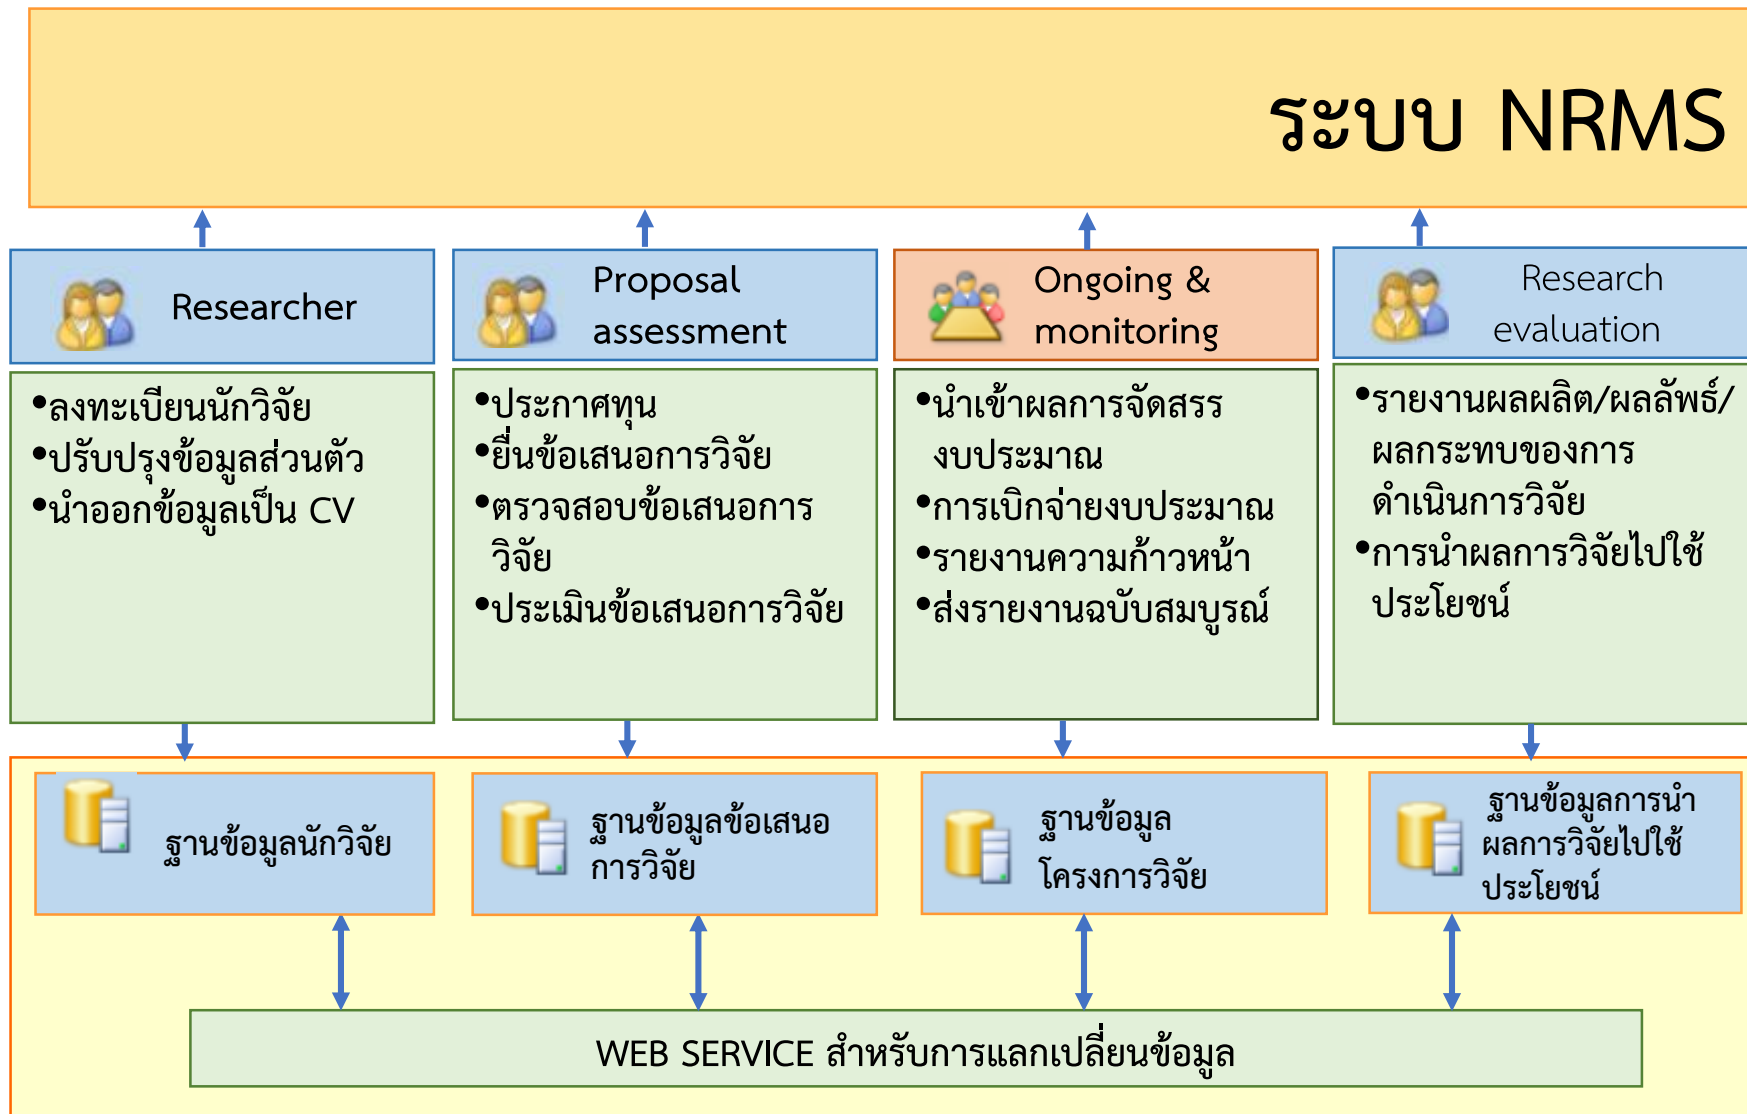 ระบบ NRMS
Researcher
Proposal
assessment
Ongoing &
monitoring
Research
evaluation
•ลงทะเบียนนักวิจัย
•ปรับปรุงข้อมูลส่วนตัว
•นำออกข้อมูลเป็น CV
•ประกาศทุน
•ยื่นข้อเสนอการวิจัย
•ตรวจสอบข้อเสนอการ
วิจัย
•ประเมินข้อเสนอการวิจัย
•นำเข้าผลการจัดสรร
งบประมาณ
•การเบิกจ่ายงบประมาณ
•รายงานความก้าวหน้า
•ส่งรายงานฉบับสมบูรณ์
•รายงานผลผลิต/ผลลัพธ์/
ผลกระทบของการ
ดำเนินการวิจัย
•การนำผลการวิจัยไปใช้
ประโยชน์
ฐานข้อมูลนักวิจัย
ฐานข้อมูลข้อเสนอ
การวิจัย
ฐานข้อมูล
โครงการวิจัย
ฐานข้อมูลการนำ
ผลการวิจัยไปใช้
ประโยชน์
WEB SERVICE สำหรับการแลกเปลี่ยนข้อมูล